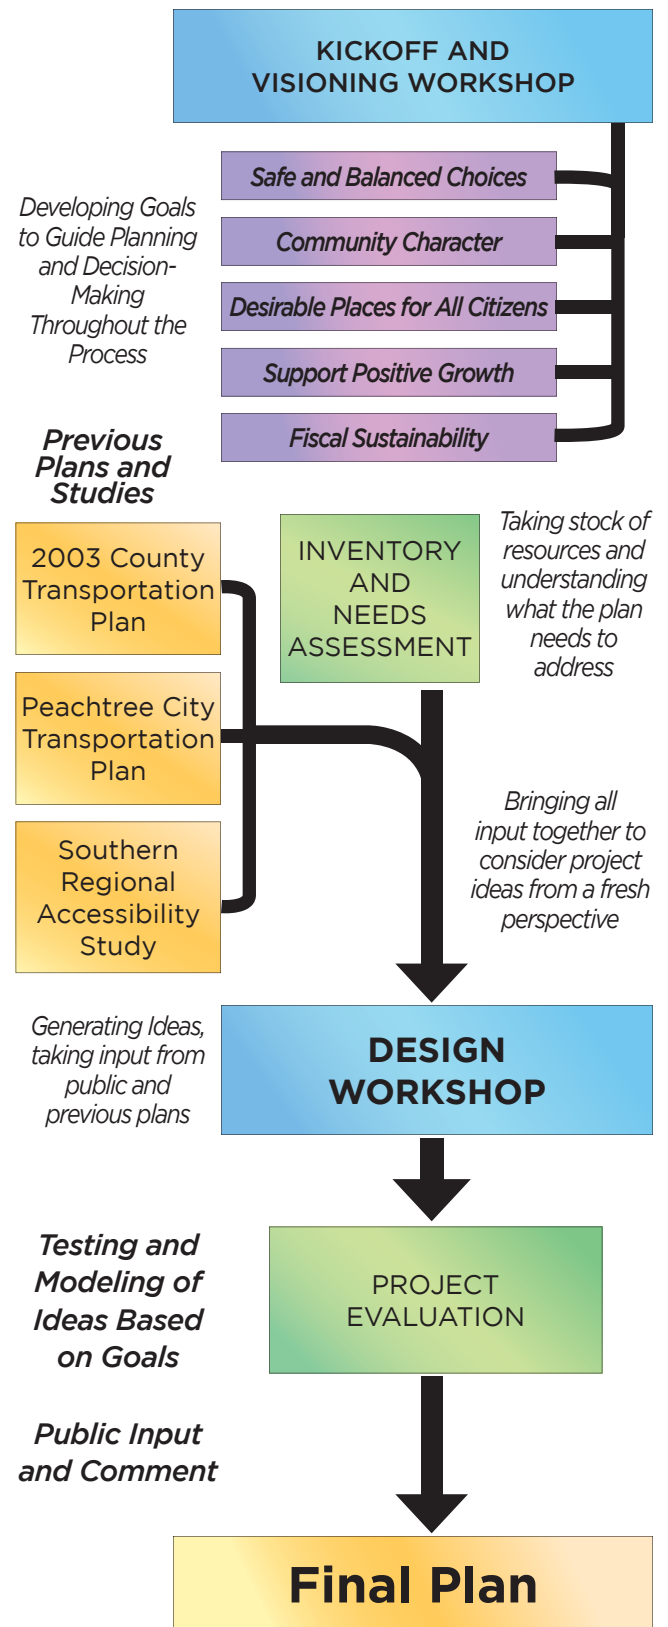 KICKOFF AND
VISIONING WORKSHOP
Developing Goals
to Guide Planning
and Decision-
Making
Throughout the
Process
Safe and Balanced Choices
Community Character
Desirable Places for All Citizens
Support Positive Growth
Fiscal Sustainability
Previous
Plans and
Studies
2003 County
Transportation
Plan
Peachtree City
Transportation
Plan
Southern
Regional
Accessibility
Study
INVENTORY
AND
NEEDS
ASSESSMENT
Taking stock of
resources and
understanding
what the plan
needs to
address
Bringing all
input together to
consider project
ideas from a fresh
perspective
Generating Ideas,
taking input from
public and
previous plans
DESIGN
WORKSHOP
Testing and
Modeling of
Ideas Based
on Goals
PROJECT
EVALUATION
Public Input
and Comment
Final Plan